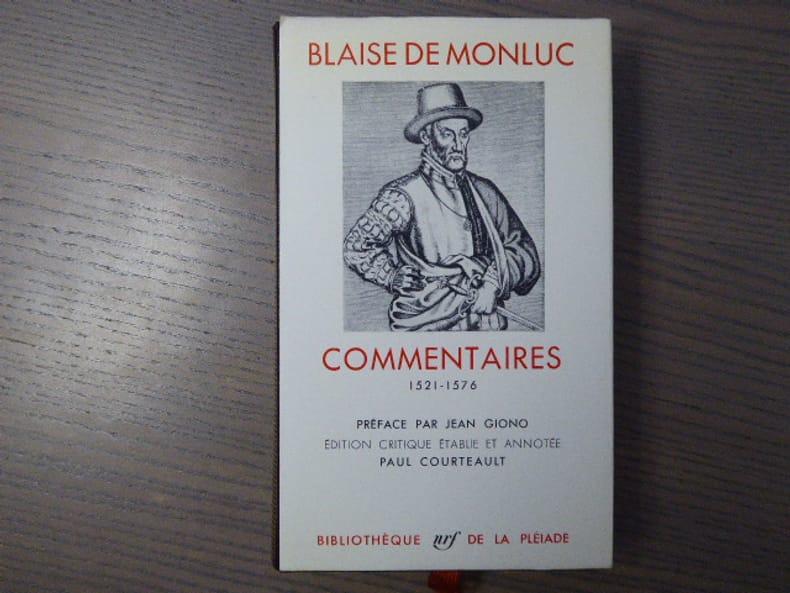 BLAISE DE MONLUC
COMMENTAIRES
1521-1576
PRÉFACE PAR JEAN GIONO
ÉDITION CRITIQUE ÉTABLIE ET ANNOTÉE
PAUL COURTEAULT
BIBLIOTHÈQUE nrf DE LA PLÉIADE